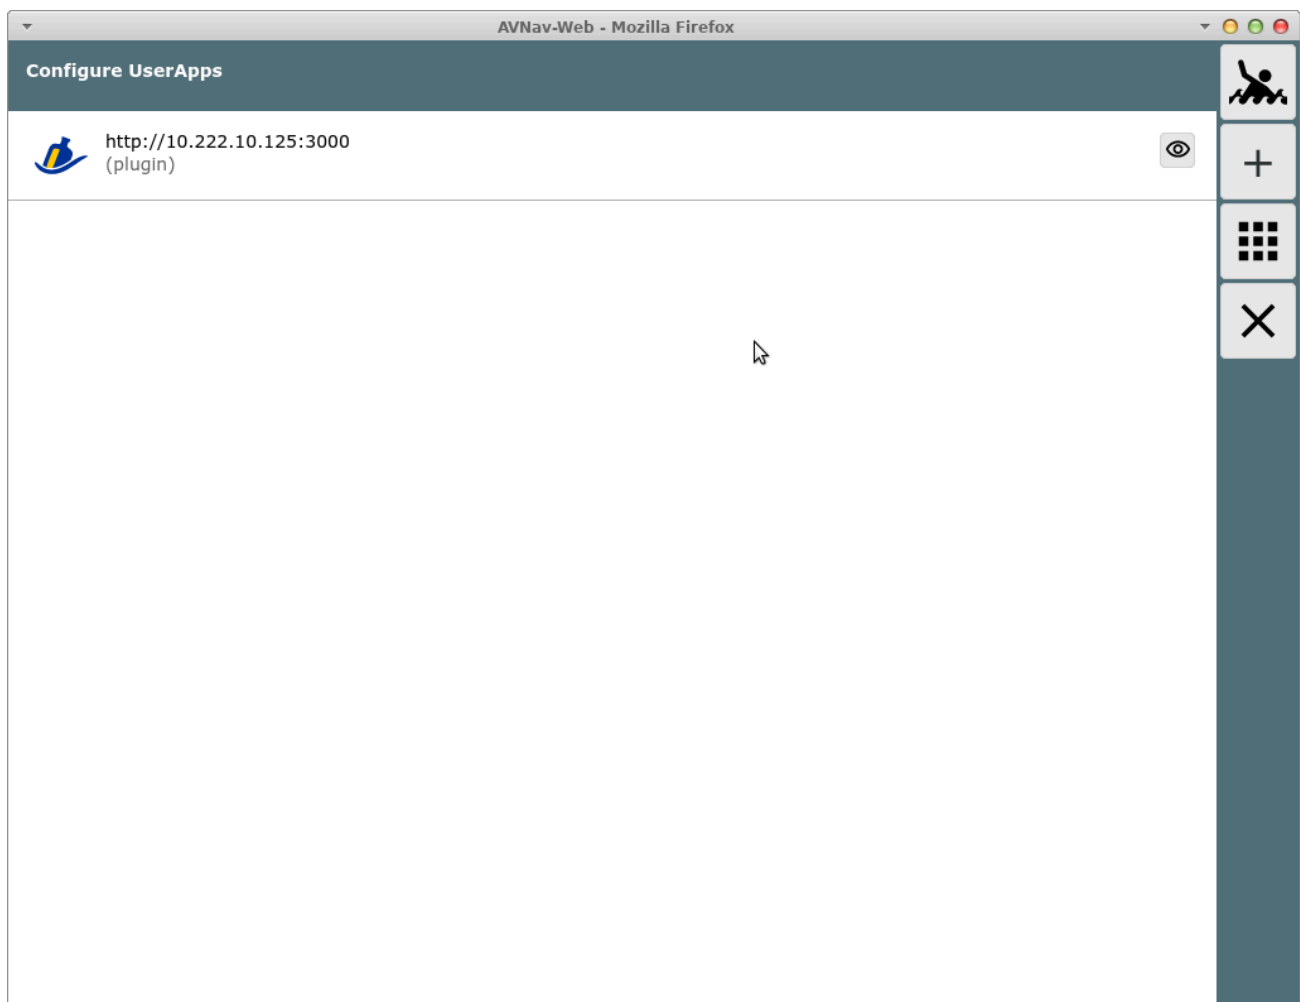 AVNav-Web - Mozilla Firefox
Configure UserApps
http://10.222.10.125:3000
(plugin)